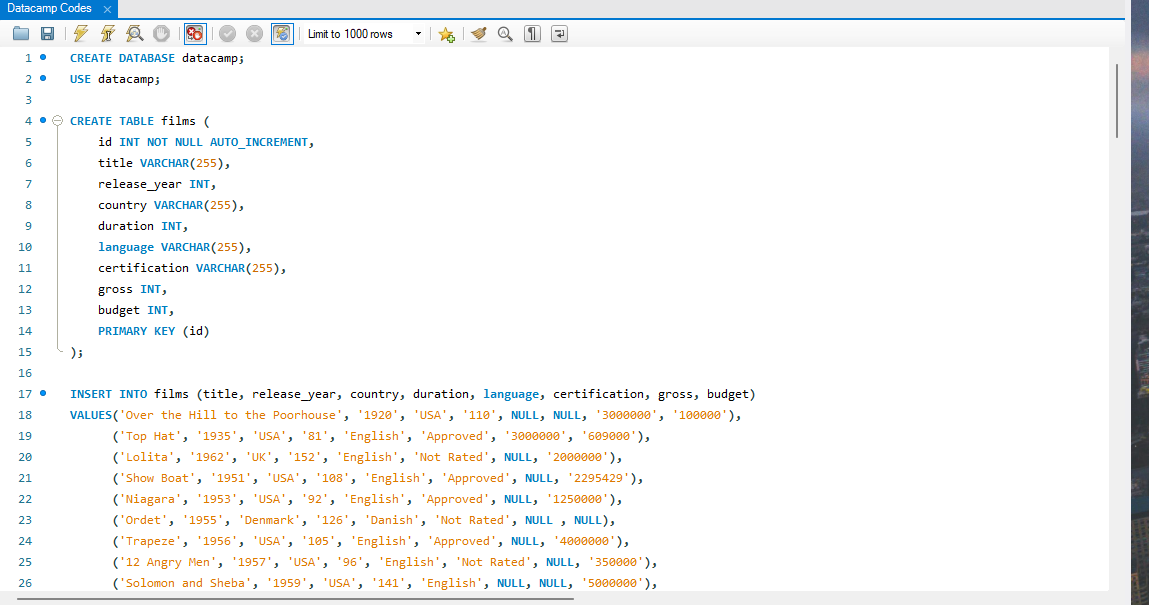 Datacamp Codes
Limit to 1000 rows
1 CREATE DATABASE datacamp;
2 USE datacamp;
3
4 CREATE TABLE films (
5 id INT NOT NULL AUTO_INCREMENT,
6 title VARCHAR(255),
7 release_year INT,
8 country VARCHAR(255),
9 duration INT,
10 language VARCHAR(255),
11 certification VARCHAR(255),
12 gross INT,
13 budget INT,
14 PRIMARY KEY (id)
15 );
16
17 INSERT INTO films (title, release_year, country, duration, language, certification, gross, budget)
18 VALUES('Over the Hill to the Poorhouse', '1920', 'USA', '110', NULL, NULL, '3000000', '100000'),
19 ('Top Hat', '1935', 'USA', '81', 'English', 'Approved', '3000000', '609000'),
20 ('Lolita', '1962', 'UK', '152', 'English', 'Not Rated', NULL, '2000000'),
21 ('Show Boat', '1951', 'USA', '108', 'English', 'Approved', NULL, '2295429'),
22 ('Niagara', '1953', 'USA', '92', 'English', 'Approved', NULL, '1250000'),
23 ('Ordet', '1955', 'Denmark', '126', 'Danish', 'Not Rated', NULL , NULL),
24 ('Trapeze', '1956', 'USA', '105', 'English', 'Approved', NULL, '4000000'),
25 ('12 Angry Men', '1957', 'USA', '96', 'English', 'Not Rated', NULL, '350000'),
26 ('Solomon and Sheba', '1959', 'USA', '141', 'English', NULL, NULL, '5000000'),